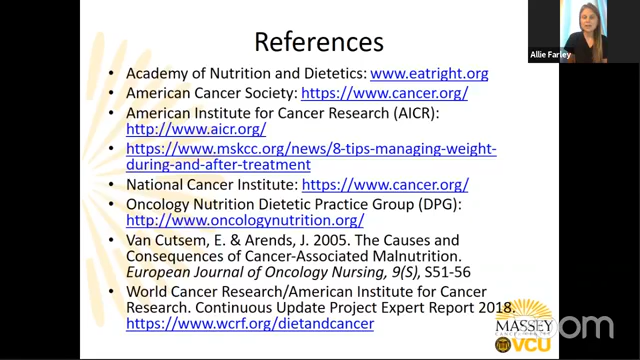 References
• Academy of Nutrition and Dietetics: www.eatright.org
• American Cancer Society: https://www.cancer.org/
• American Institute for Cancer Research (AICR):
http://www.aicr.org/
• https://www.mskcc.org/news/8-tips-managing-weight-
during-and-after-treatment
• National Cancer Institute: https://www.cancer.org/
• Oncology Nutrition Dietetic Practice Group (DPG):
http://www.oncologynutrition.org/
• Van Cutsem, E. & Arends, J. 2005. The Causes and
Consequences of Cancer-Associated Malnutrition.
European Journal of Oncology Nursing, 9(S), S51-56
• World Cancer Research/American Institute for Cancer
Research. Continuous Update Project Expert Report 2018.
https://www.wcrf.org/dietandcancer
Allie Farley
MASSEY
VCU